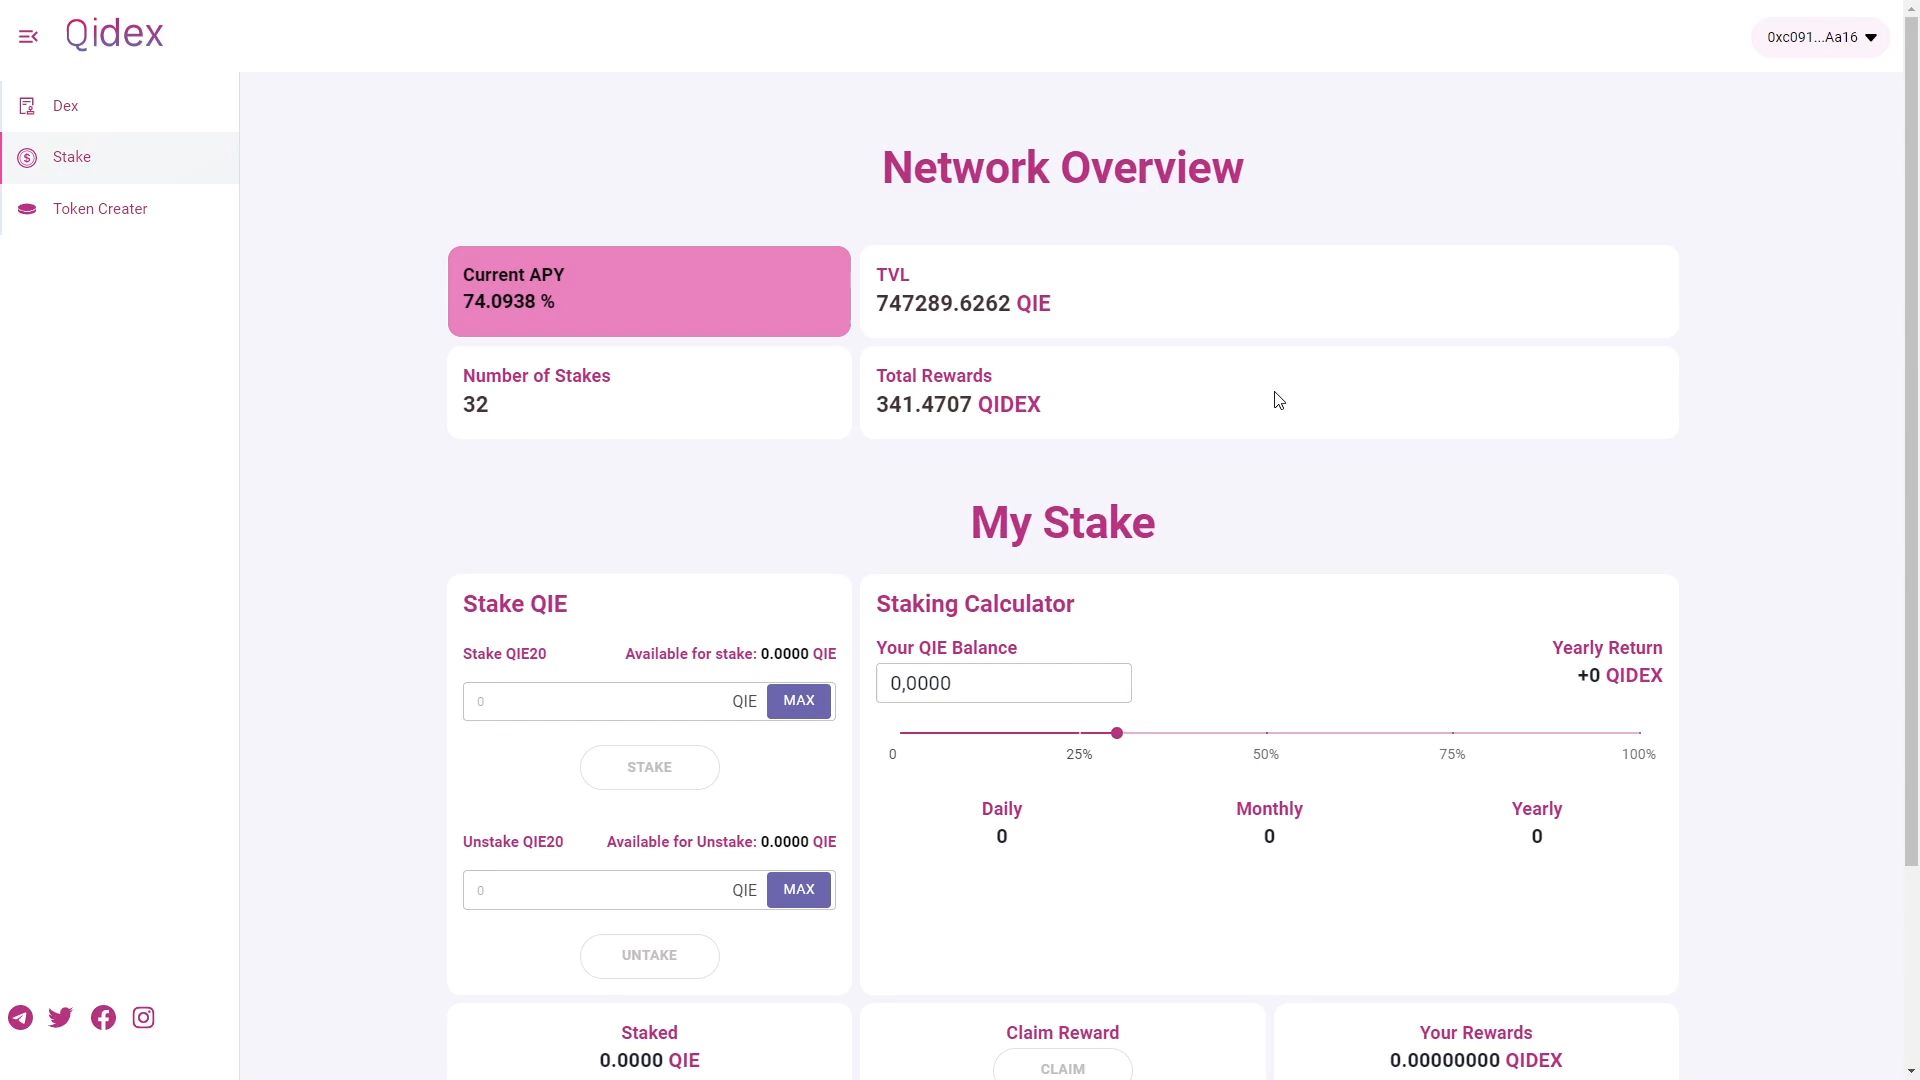 Qidex
0xc091...Aa16
Dex
Stake
Token Creater
Network Overview
Current APY
74.0938 %
TVL
747289.6262 QIE
Number of Stakes
32
Total Rewards
341.4707 QIDEX
My Stake
Stake QIE
Stake QIE20 Available for stake: 0.0000 QIE
0 QIE MAX
STAKE
Unstake QIE20 Available for Unstake: 0.0000 QIE
0 QIE MAX
UNTAKE
Staking Calculator
Your QIE Balance
0,0000
Yearly Return
+0 QIDEX
0 25% 50% 75% 100%
Daily Monthly Yearly
0 0 0
Staked
0.0000 QIE
Claim Reward
CLAIM
Your Rewards
0.00000000 QIDEX